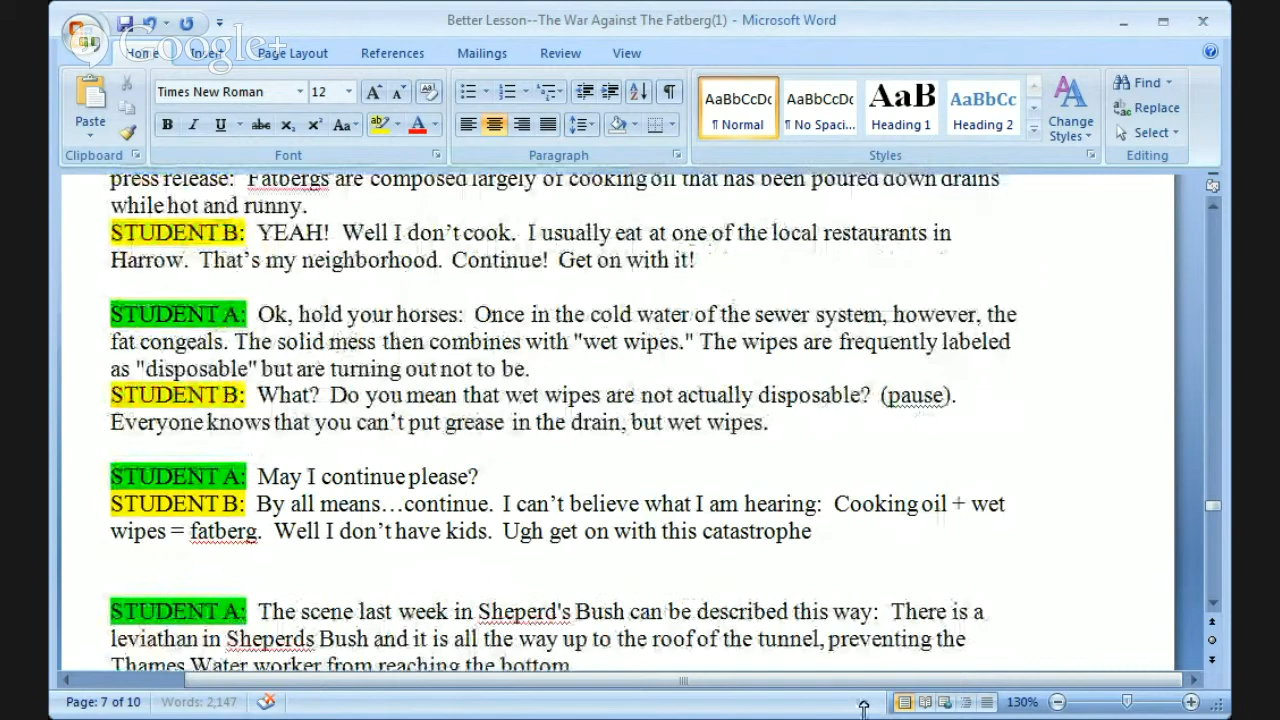 Better Lesson--The War Against The Fatberg(1) - Microsoft Word
Google+
Home Insert Page Layout References Mailings Review View
Times New Roman 12
Paste
B I U abc X₂ X² Aa
AaBbCcDc AaBbCcDc AaB AaBbCc
¶ Normal ¶ No Spaci... Heading 1 Heading 2
Change Styles
Find
Replace
Select
Clipboard Font Paragraph Styles Editing
press release: Fatbergs are composed largely of cooking oil that has been poured down drains
while hot and runny.
STUDENT B: YEAH! Well I don't cook. I usually eat at one of the local restaurants in
Harrow. That's my neighborhood. Continue! Get on with it!
STUDENT A: Ok, hold your horses: Once in the cold water of the sewer system, however, the
fat congeals. The solid mess then combines with "wet wipes." The wipes are frequently labeled
as "disposable" but are turning out not to be.
STUDENT B: What? Do you mean that wet wipes are not actually disposable? (pause).
Everyone knows that you can't put grease in the drain, but wet wipes.
STUDENT A: May I continue please?
STUDENT B: By all means…continue. I can't believe what I am hearing: Cooking oil + wet
wipes = fatberg. Well I don't have kids. Ugh get on with this catastrophe
STUDENT A: The scene last week in Sheperd's Bush can be described this way: There is a
leviathan in Sheperds Bush and it is all the way up to the roof of the tunnel, preventing the
Thames Water worker from reaching the bottom
Page: 7 of 10 Words: 2,147 130%